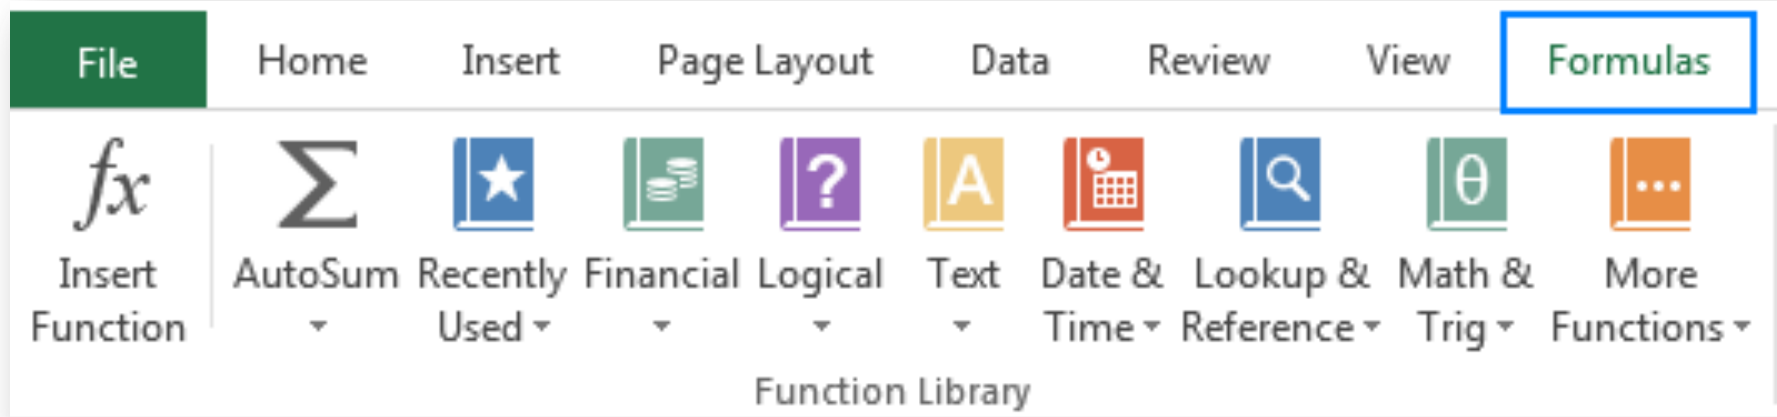 File Home Insert Page Layout Data Review View Formulas
fx Σ ? A θ ...
Insert AutoSum Recently Financial Logical Text Date & Lookup & Math & More
Function Used Time Reference Trig Functions
Function Library